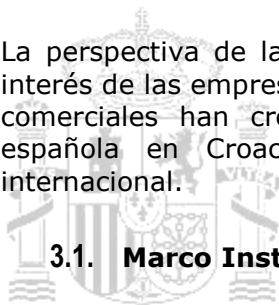 La perspectiva de la
interés de las empres
comerciales han cre
española en Croac
internacional.
3.1. Marco Inst